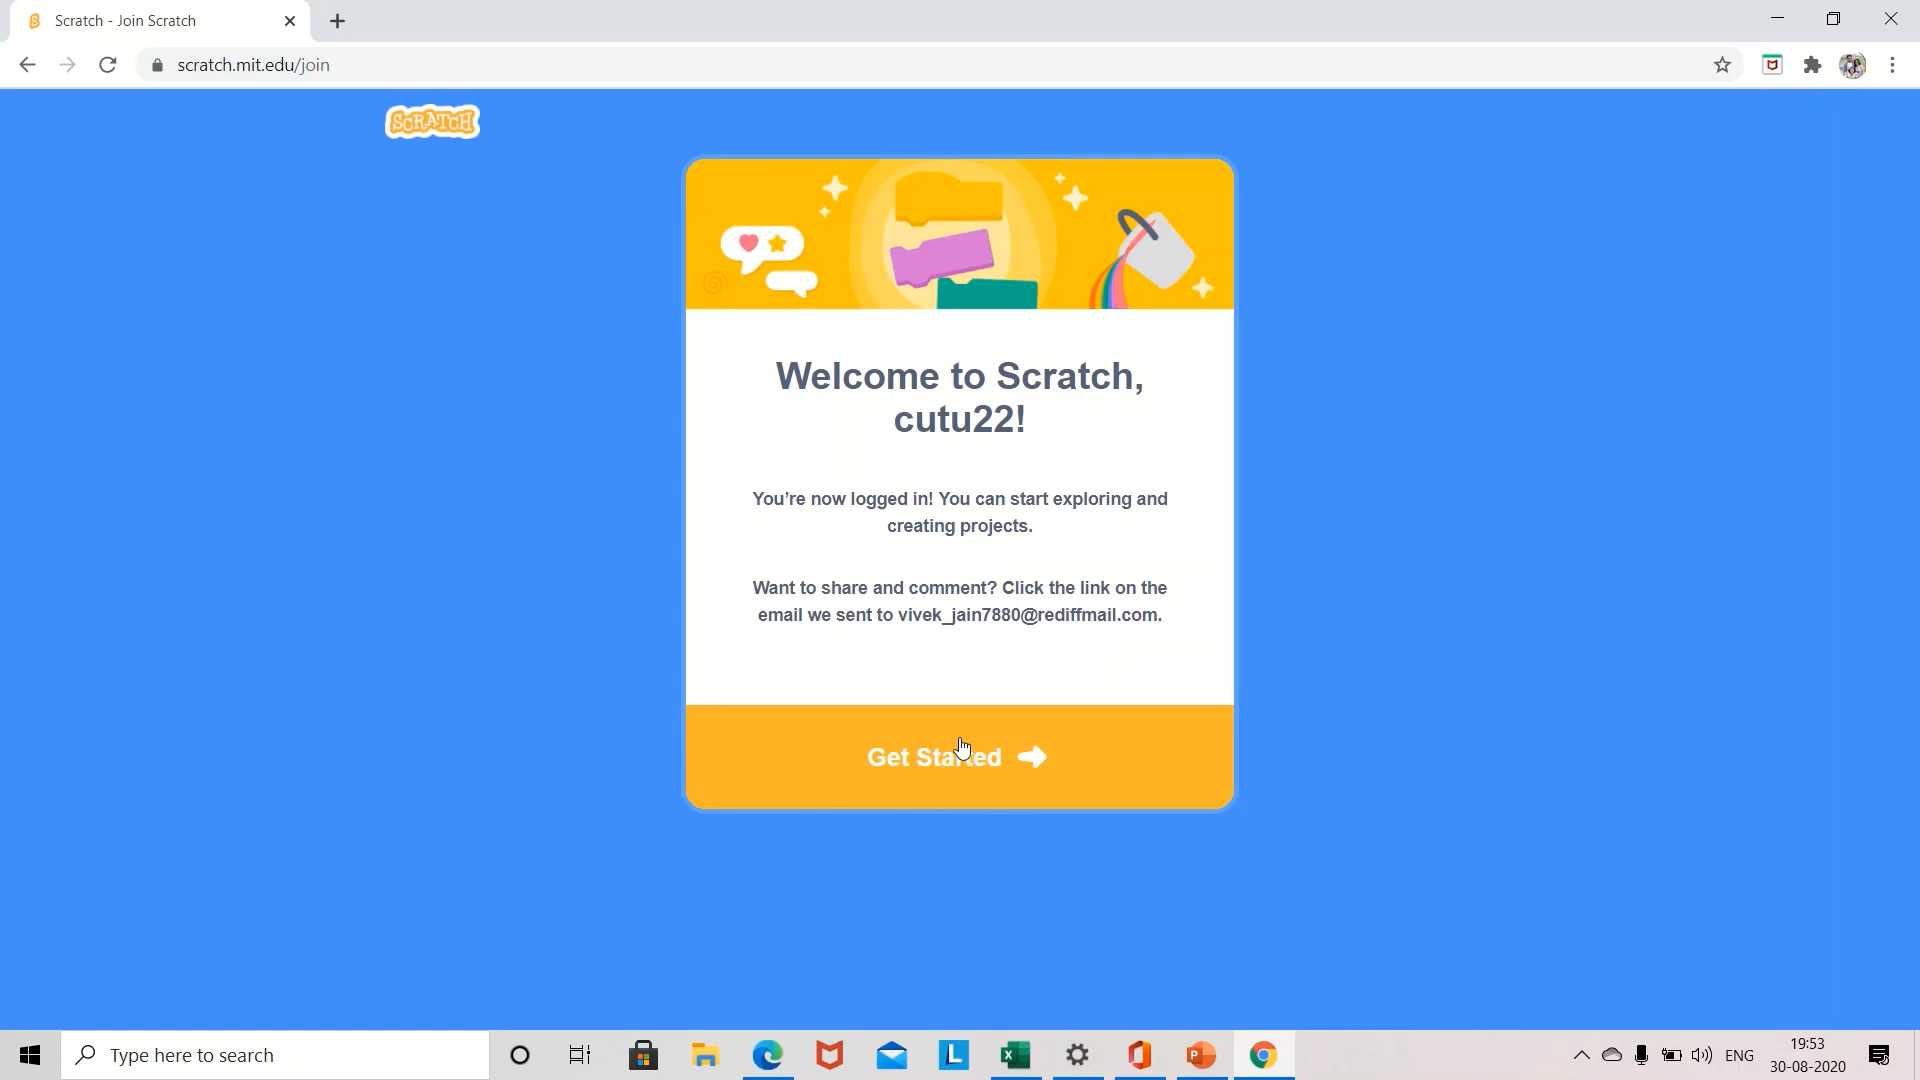 Scratch - Join Scratch
scratch.mit.edu/join
SCRATCH
Welcome to Scratch,
cutu22!
You’re now logged in! You can start exploring and
creating projects.
Want to share and comment? Click the link on the
email we sent to vivek_jain7880@rediffmail.com.
Get Started
Type here to search
L
X
P
ENG
19:53
30-08-2020